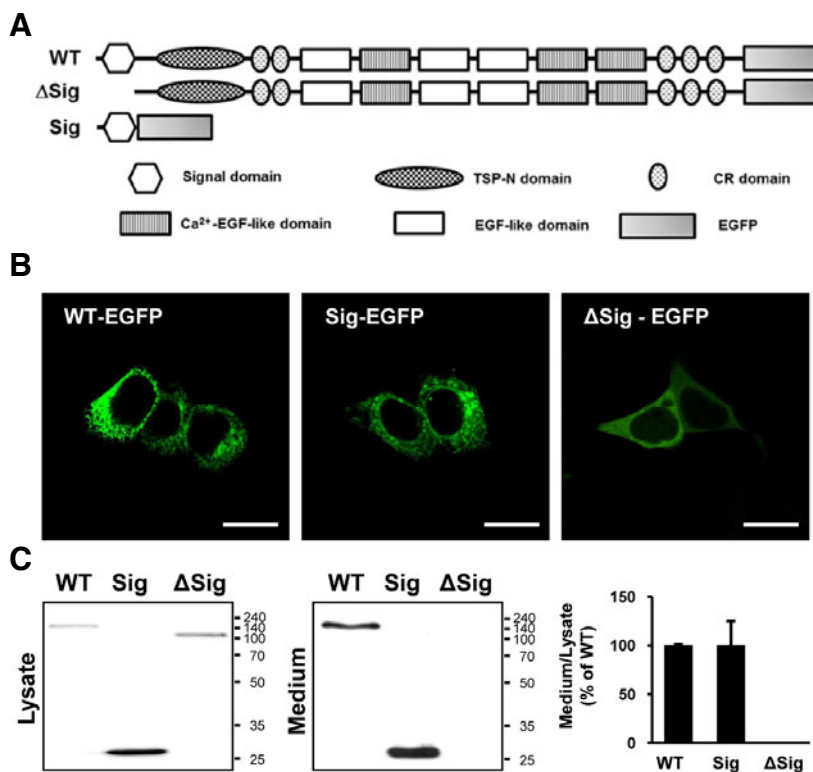 A
WT
ΔSig
Sig
Signal domain
TSP-N domain
CR domain
Ca²⁺-EGF-like domain
EGF-like domain
EGFP
B
WT-EGFP
Sig-EGFP
ΔSig - EGFP
C
WT Sig ΔSig
Lysate
240
140
100
70
50
35
25
WT Sig ΔSig
Medium
240
140
100
70
50
35
25
Medium/Lysate
(% of WT)
150
100
50
0
WT Sig ΔSig